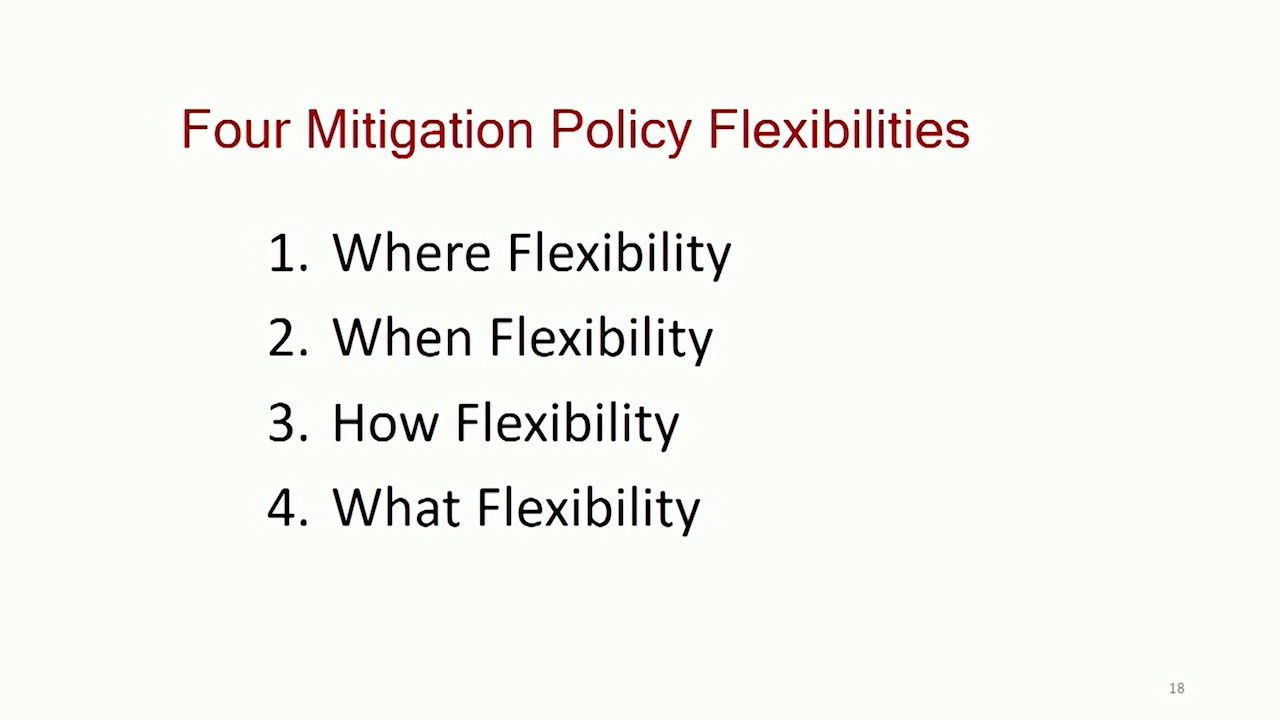 Four Mitigation Policy Flexibilities
1. Where Flexibility
2. When Flexibility
3. How Flexibility
4. What Flexibility
18